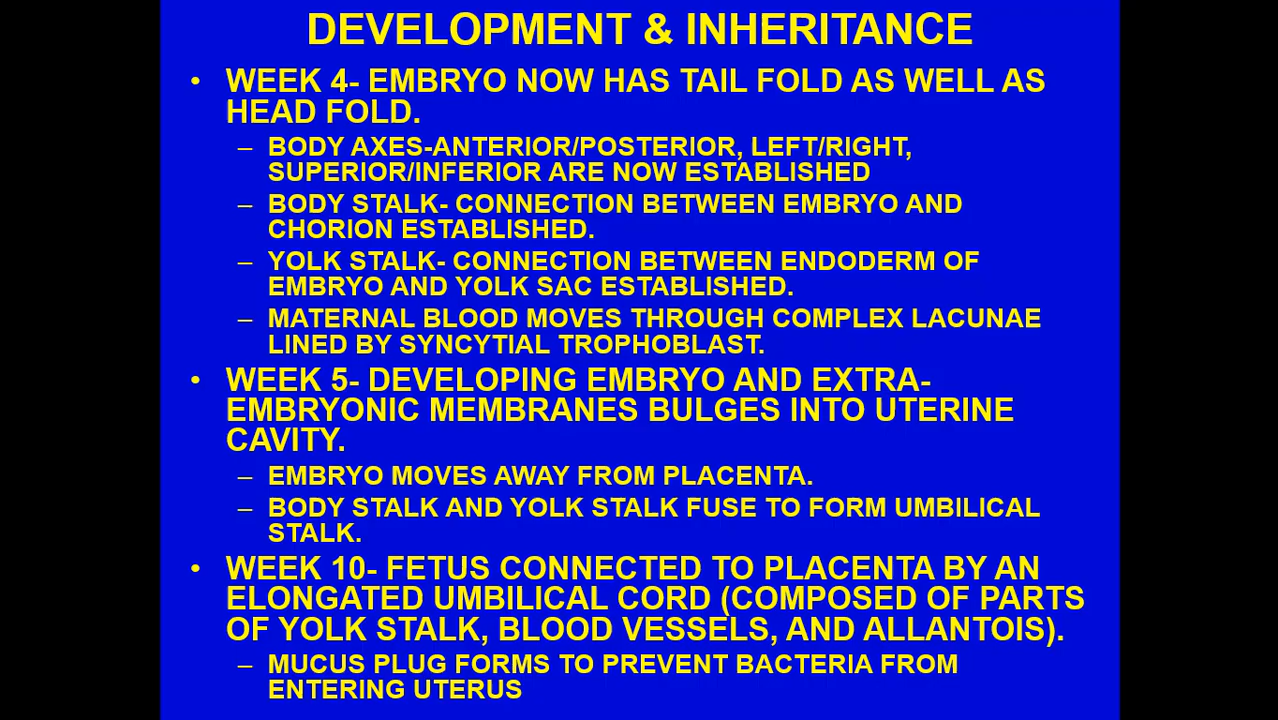 DEVELOPMENT & INHERITANCE
• WEEK 4- EMBRYO NOW HAS TAIL FOLD AS WELL AS
HEAD FOLD.
– BODY AXES-ANTERIOR/POSTERIOR, LEFT/RIGHT,
SUPERIOR/INFERIOR ARE NOW ESTABLISHED
– BODY STALK- CONNECTION BETWEEN EMBRYO AND
CHORION ESTABLISHED.
– YOLK STALK- CONNECTION BETWEEN ENDODERM OF
EMBRYO AND YOLK SAC ESTABLISHED.
– MATERNAL BLOOD MOVES THROUGH COMPLEX LACUNAE
LINED BY SYNCYTIAL TROPHOBLAST.
• WEEK 5- DEVELOPING EMBRYO AND EXTRA-
EMBRYONIC MEMBRANES BULGES INTO UTERINE
CAVITY.
– EMBRYO MOVES AWAY FROM PLACENTA.
– BODY STALK AND YOLK STALK FUSE TO FORM UMBILICAL
STALK.
• WEEK 10- FETUS CONNECTED TO PLACENTA BY AN
ELONGATED UMBILICAL CORD (COMPOSED OF PARTS
OF YOLK STALK, BLOOD VESSELS, AND ALLANTOIS).
– MUCUS PLUG FORMS TO PREVENT BACTERIA FROM
ENTERING UTERUS